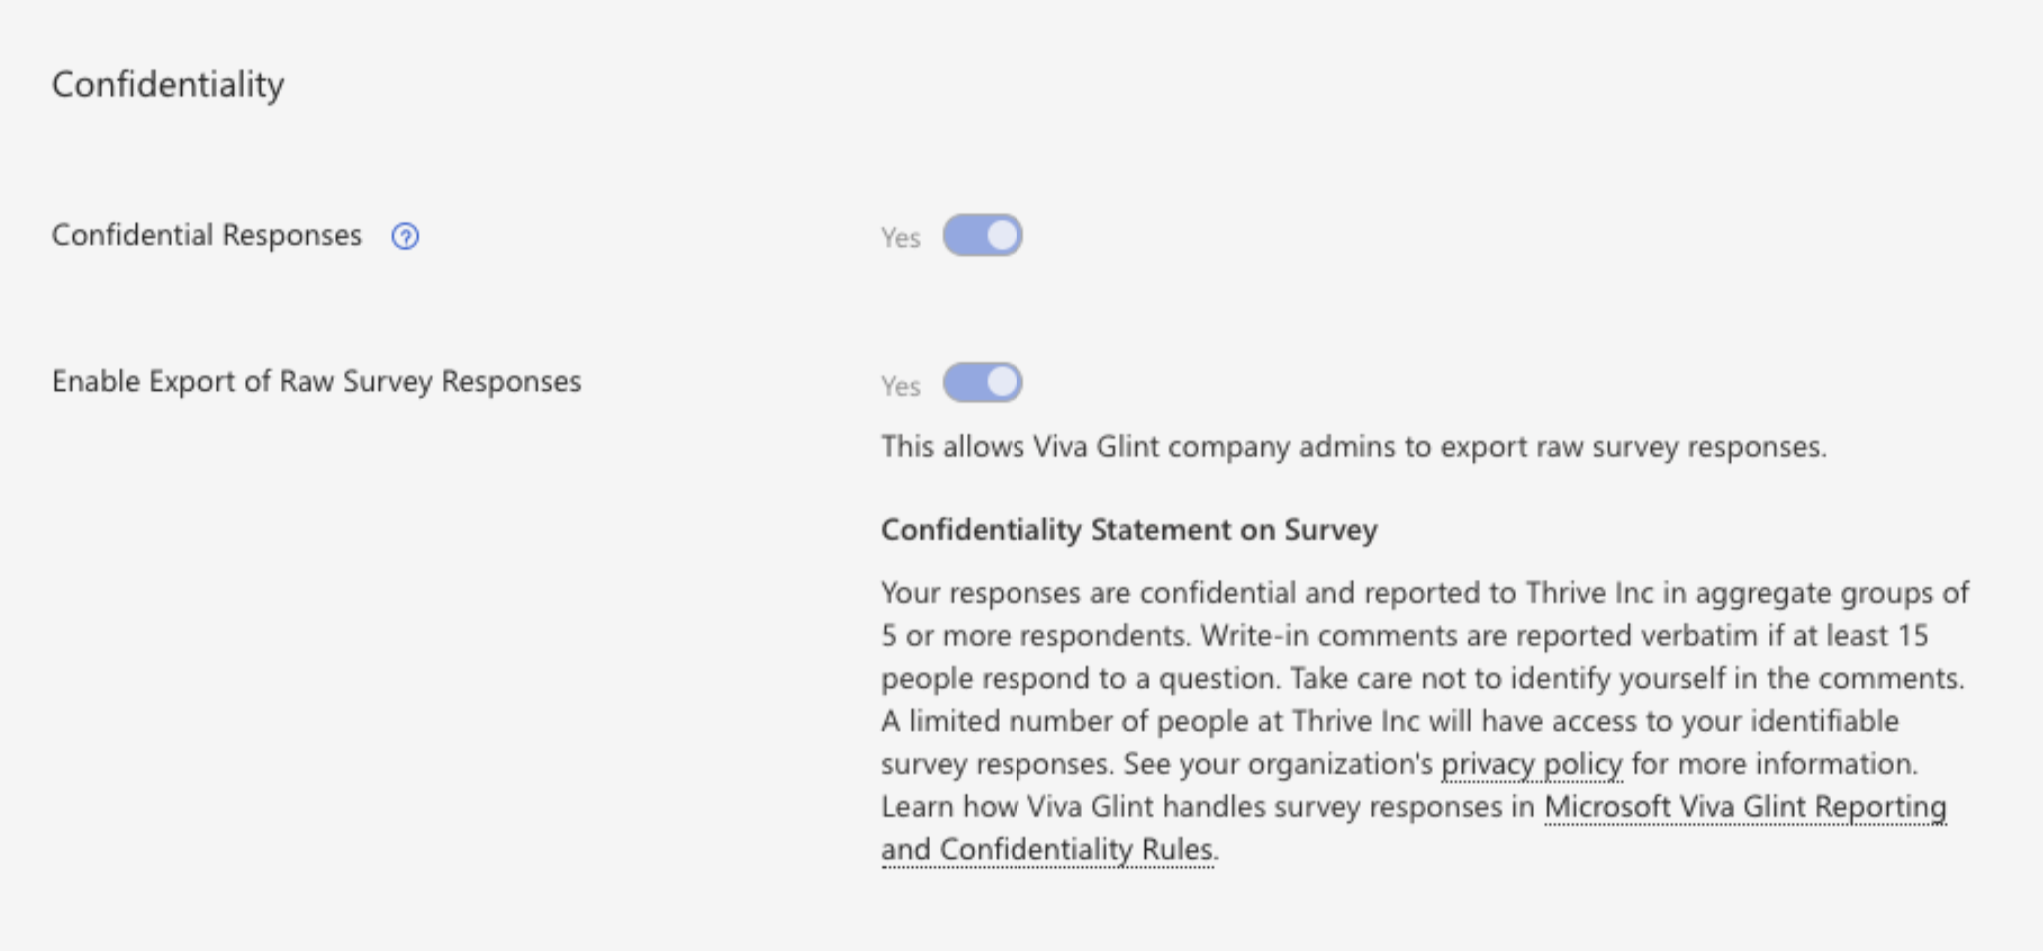 Confidentiality
Confidential Responses ?
Yes
Enable Export of Raw Survey Responses
Yes
This allows Viva Glint company admins to export raw survey responses.
Confidentiality Statement on Survey
Your responses are confidential and reported to Thrive Inc in aggregate groups of
5 or more respondents. Write-in comments are reported verbatim if at least 15
people respond to a question. Take care not to identify yourself in the comments.
A limited number of people at Thrive Inc will have access to your identifiable
survey responses. See your organization's privacy policy for more information.
Learn how Viva Glint handles survey responses in Microsoft Viva Glint Reporting
and Confidentiality Rules.